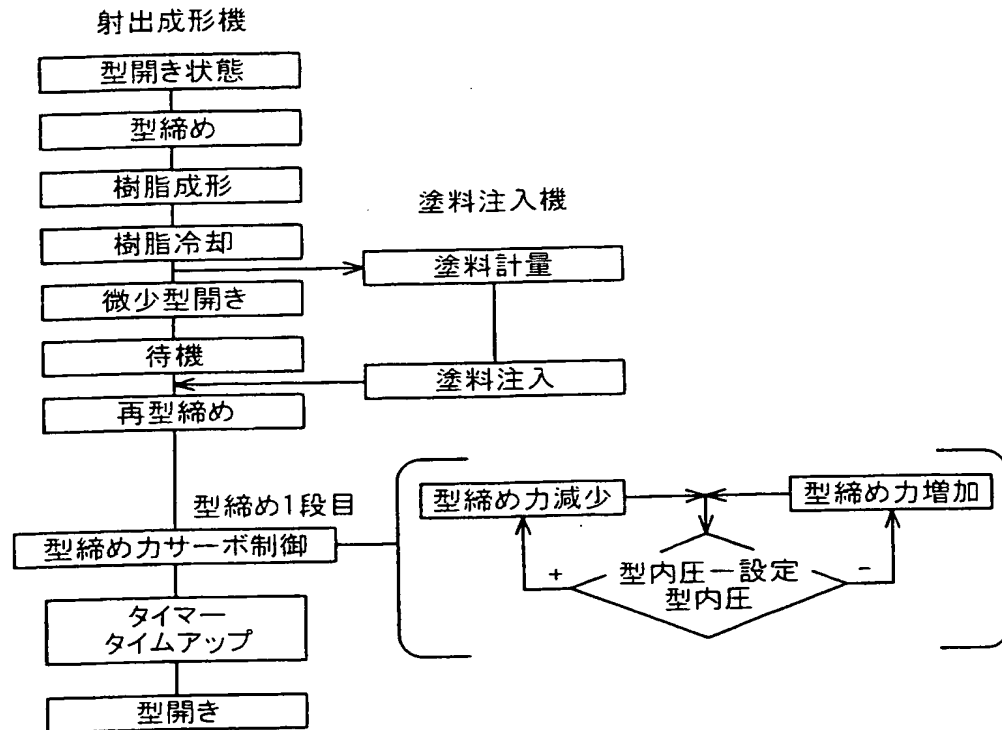 射出成形機
型開き状態
型締め
樹脂成形
樹脂冷却
微少型開き
待機
再型締め
塗料注入機
塗料計量
塗料注入
型締め1段目
型締め力サーボ制御
タイマー
タイムアップ
型開き
型締め力減少
型締め力増加
+
型内圧ー設定
型内圧
-